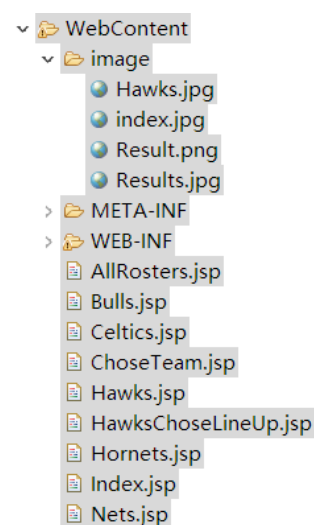 WebContent
image
Hawks.jpg
index.jpg
Result.png
Results.jpg
META-INF
WEB-INF
AllRosters.jsp
Bulls.jsp
Celtics.jsp
ChoseTeam.jsp
Hawks.jsp
HawksChoseLineUp.jsp
Hornets.jsp
Index.jsp
Nets.jsp